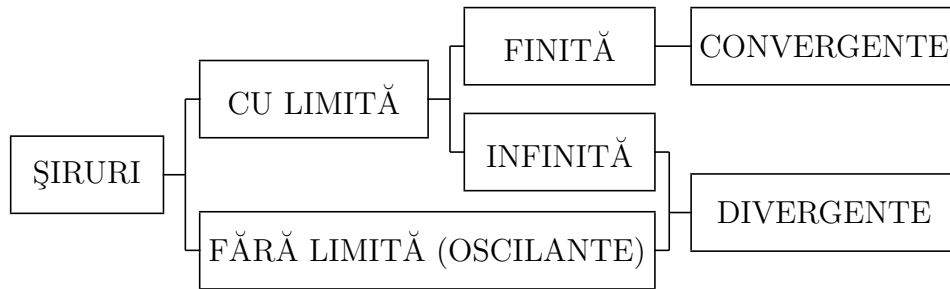 FINITĂ
CONVERGENTE
CU LIMITĂ
INFINITĂ
ŞIRURI
DIVERGENTE
FĂRĂ LIMITĂ (OSCILANTE)